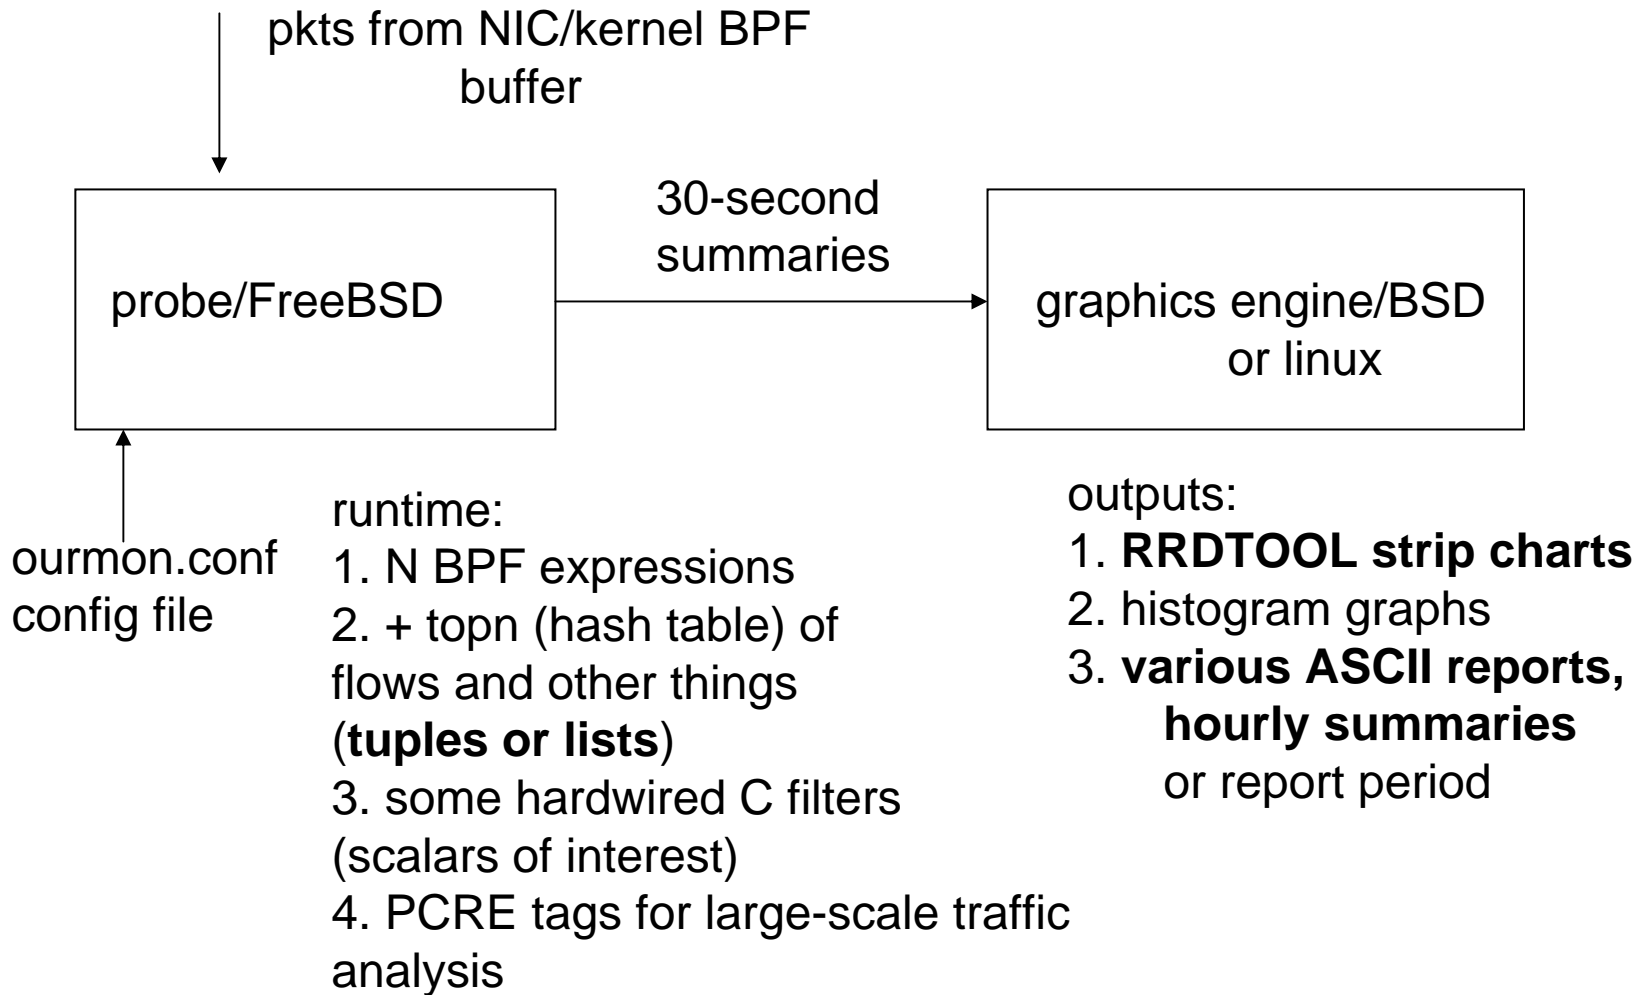 pkts from NIC/kernel BPF
buffer
30-second
summaries
probe/FreeBSD
graphics engine/BSD
or linux
ourmon.conf
config file
runtime:
1. N BPF expressions
2. + topn (hash table) of
flows and other things
(tuples or lists)
3. some hardwired C filters
(scalars of interest)
4. PCRE tags for large-scale traffic
analysis
outputs:
1. RRDTOOL strip charts
2. histogram graphs
3. various ASCII reports,
hourly summaries
or report period